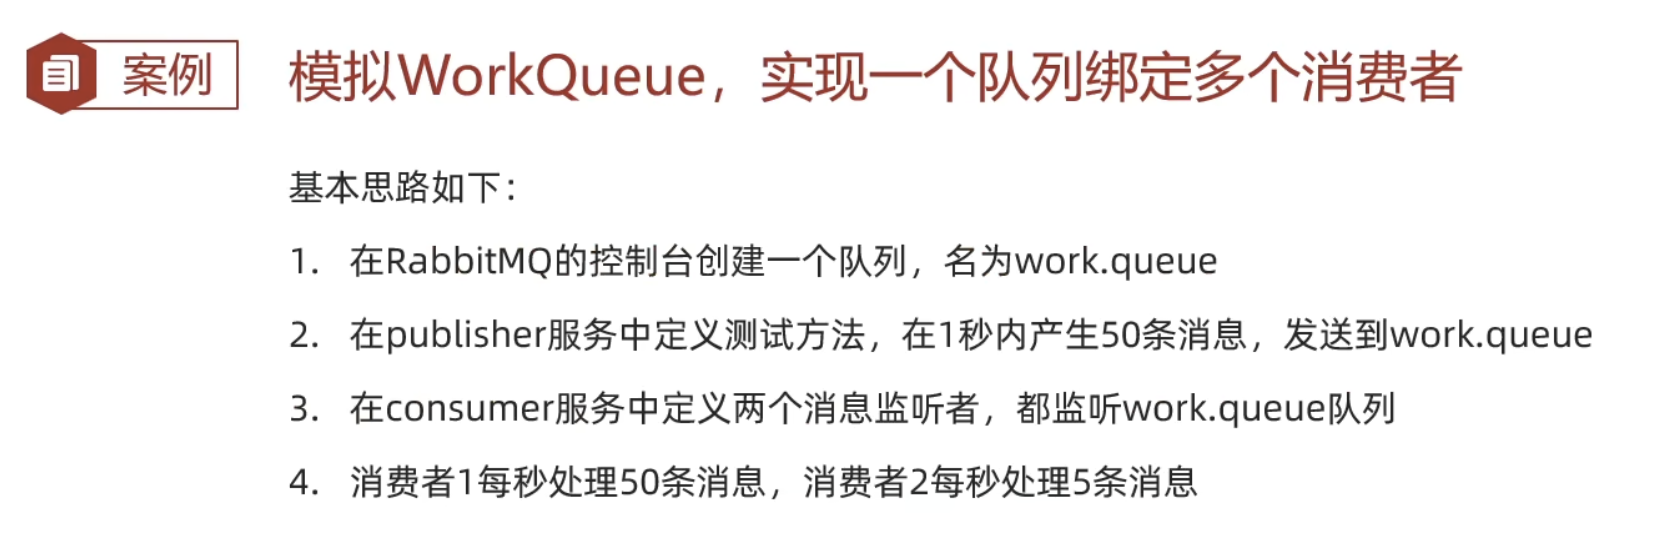 案例
模拟WorkQueue，实现一个队列绑定多个消费者
基本思路如下：
1. 在RabbitMQ的控制台创建一个队列，名为work.queue
2. 在publisher服务中定义测试方法，在1秒内产生50条消息，发送到work.queue
3. 在consumer服务中定义两个消息监听者，都监听work.queue队列
4. 消费者1每秒处理50条消息，消费者2每秒处理5条消息